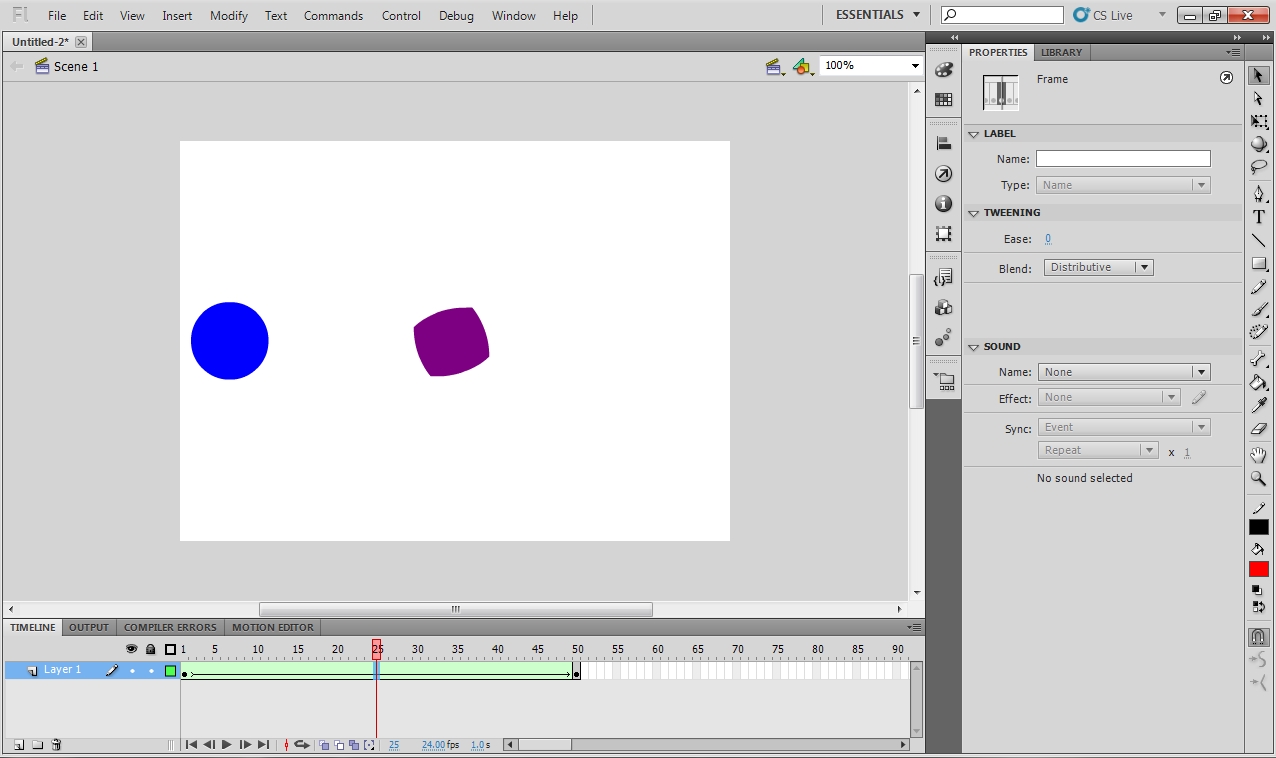 Fl File Edit View Insert Modify Text Commands Control Debug Window Help ESSENTIALS CS Live
Untitled-2*
Scene 1 100%
PROPERTIES LIBRARY
Frame
LABEL
Name:
Type: Name
TWEENING
Ease: 0
Blend: Distributive
SOUND
Name: None
Effect: None
Sync: Event
Repeat x 1
No sound selected
T
TIMELINE OUTPUT COMPILER ERRORS MOTION EDITOR
1 5 10 15 20 25 30 35 40 45 50 55 60 65 70 75 80 85 90
Layer 1
25 24.00 fps 1.0 s